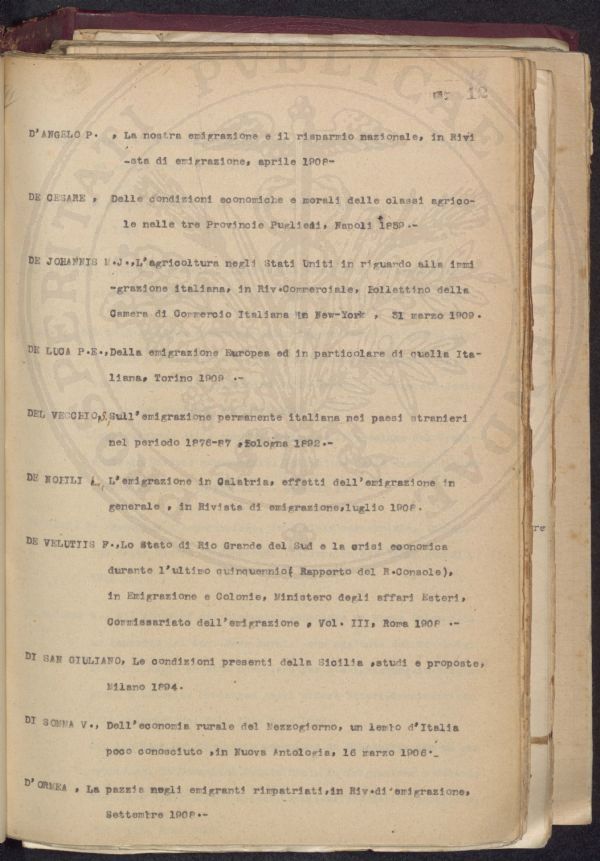 12
D'ANGELO P. , La nostra emigrazione e il risparmio nazionale, in Rivi
-sta di emigrazione, aprile 1908-
DE CESARE , Delle condizioni economiche e morali delle classi agrico-
le nelle tre Provincie Pugliesi, Napoli 1859.-
DE JOHANNIS M.J.,L'agricoltura negli Stati Uniti in riguardo alla immi
-grazione italiana, in Riv.Commerciale, Bollettino della
Camera di Commercio Italiana in New-York , 31 marzo 1909.
DE LUCA P.E.,Della emigrazione Europea ed in particolare di quella Ita-
liana, Torino 1909 .-
DEL VECCHIO, Sull'emigrazione permanente italiana nei paesi stranieri
nel periodo 1876-87 ,Bologna 1892.-
DE NOBILI , L'emigrazione in Calabria, effetti dell'emigrazione in
generale , in Rivista di emigrazione,luglio 1908.
DE VELUTIIS F.,Lo Stato di Rio Grande del Sud e la crisi economica
durante l'ultimo quinquennio( Rapporto del R.Console),
in Emigrazione e Colonie, Ministero degli affari Esteri,
Commissariato dell'emigrazione , Vol. III, Roma 1908 .-
DI SAN GIULIANO, Le condizioni presenti della Sicilia ,studi e proposte,
Milano 1894.
DI SOMMA V., Dell'economia rurale del Mezzogiorno, un lembo d'Italia
poco conosciuto ,in Nuova Antologia, 16 marzo 1906._
D'ORMEA , La pazzia negli emigranti rimpatriati,in Riv.di emigrazione,
Settembre 1908.-
re
PUBLICAE